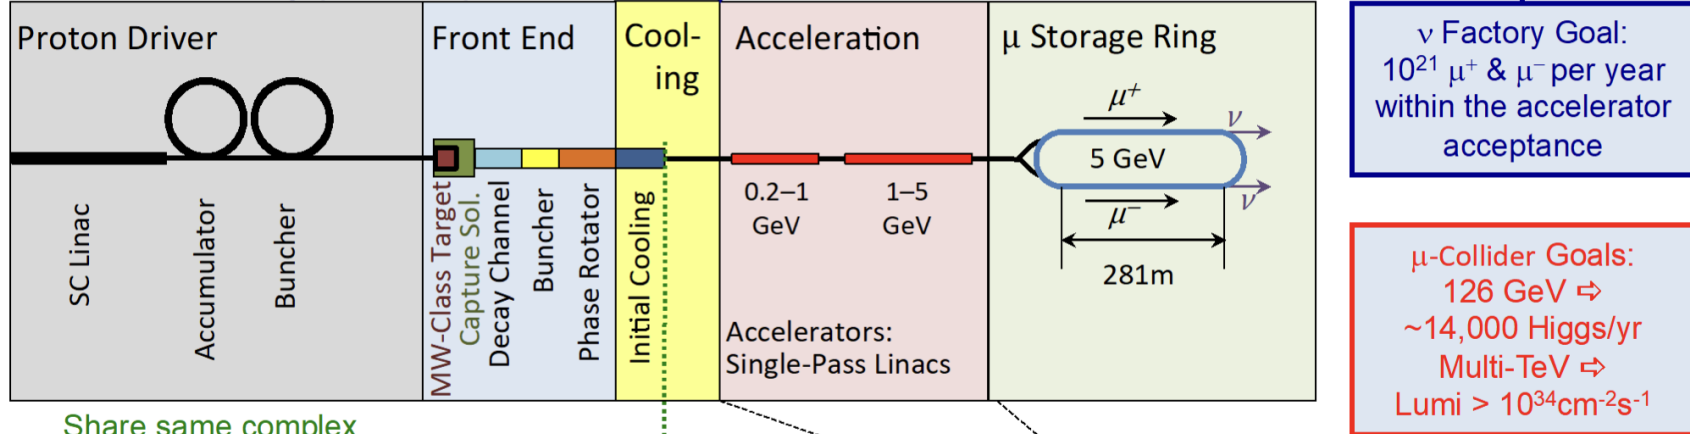 Proton Driver
SC Linac
Accumulator
Buncher
Front End
MW-Class Target
Capture Sol.
Decay Channel
Buncher
Phase Rotator
Cool-
ing
Initial Cooling
Acceleration
0.2–1
GeV
1–5
GeV
Accelerators:
Single-Pass Linacs
μ Storage Ring
μ+
ν
5 GeV
μ−
ν
281m
ν Factory Goal:
10²¹ μ⁺ & μ⁻ per year
within the accelerator
acceptance
μ-Collider Goals:
126 GeV ⇨
~14,000 Higgs/yr
Multi-TeV ⇨
Lumi > 10³⁴cm⁻²s⁻¹
Share same complex